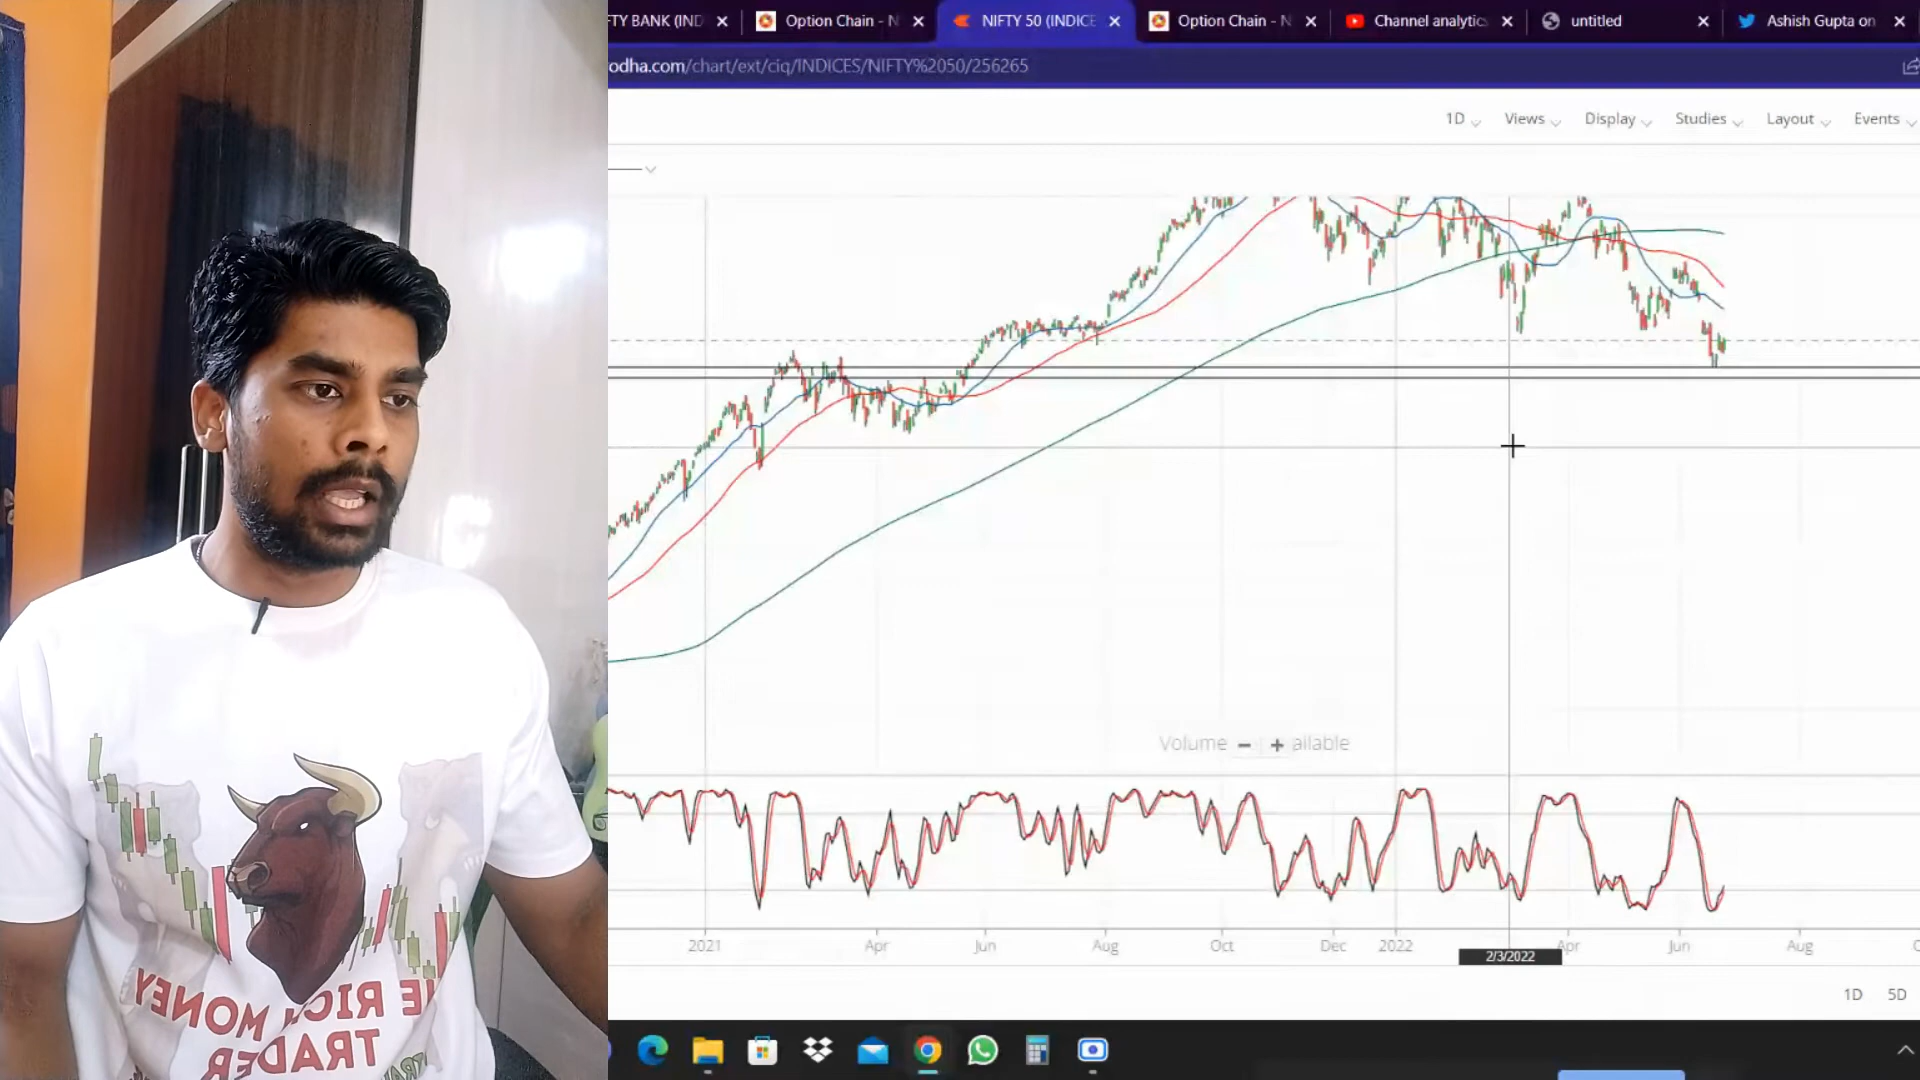 TY BANK (IND
Option Chain - N
NIFTY 50 (INDICE
Option Chain - N
Channel analytic
untitled
Ashish Gupta on
odha.com/chart/ext/ciq/INDICES/NIFTY%2050/256265
1D Views Display Studies Layout Events
Volume ailable
2021 Apr Jun Aug Oct Dec 2022 Apr Jun Aug
2/3/2022
1D 5D
E RICH MONEY
TRADER